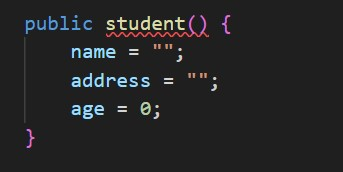 public student() {
    name = "";
    address = "";
    age = 0;
}